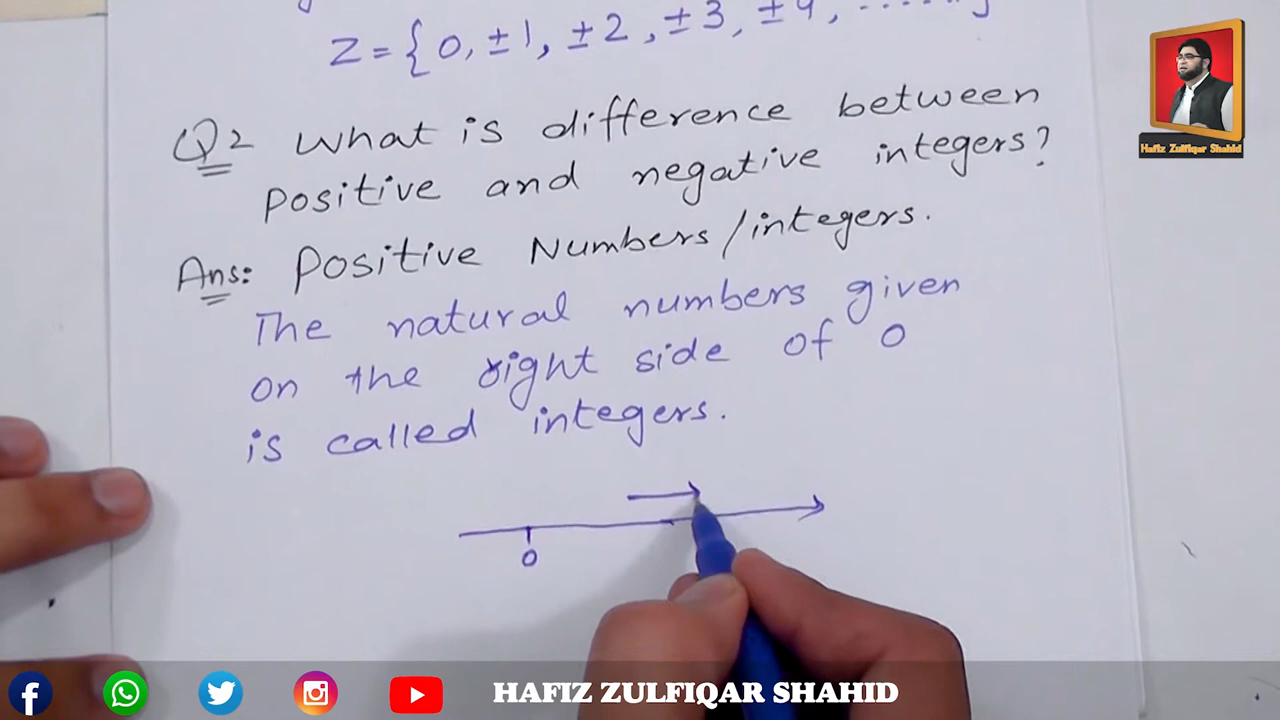 Z = { 0, ±1, ±2, ±3, ±4, ......}
Q2 What is difference between
positive and negative integers?
Ans: Positive Numbers/integers.
The natural numbers given
on the right side of 0
is called integers.
0
Hafiz Zulfiqar Shahid
HAFIZ ZULFIQAR SHAHID